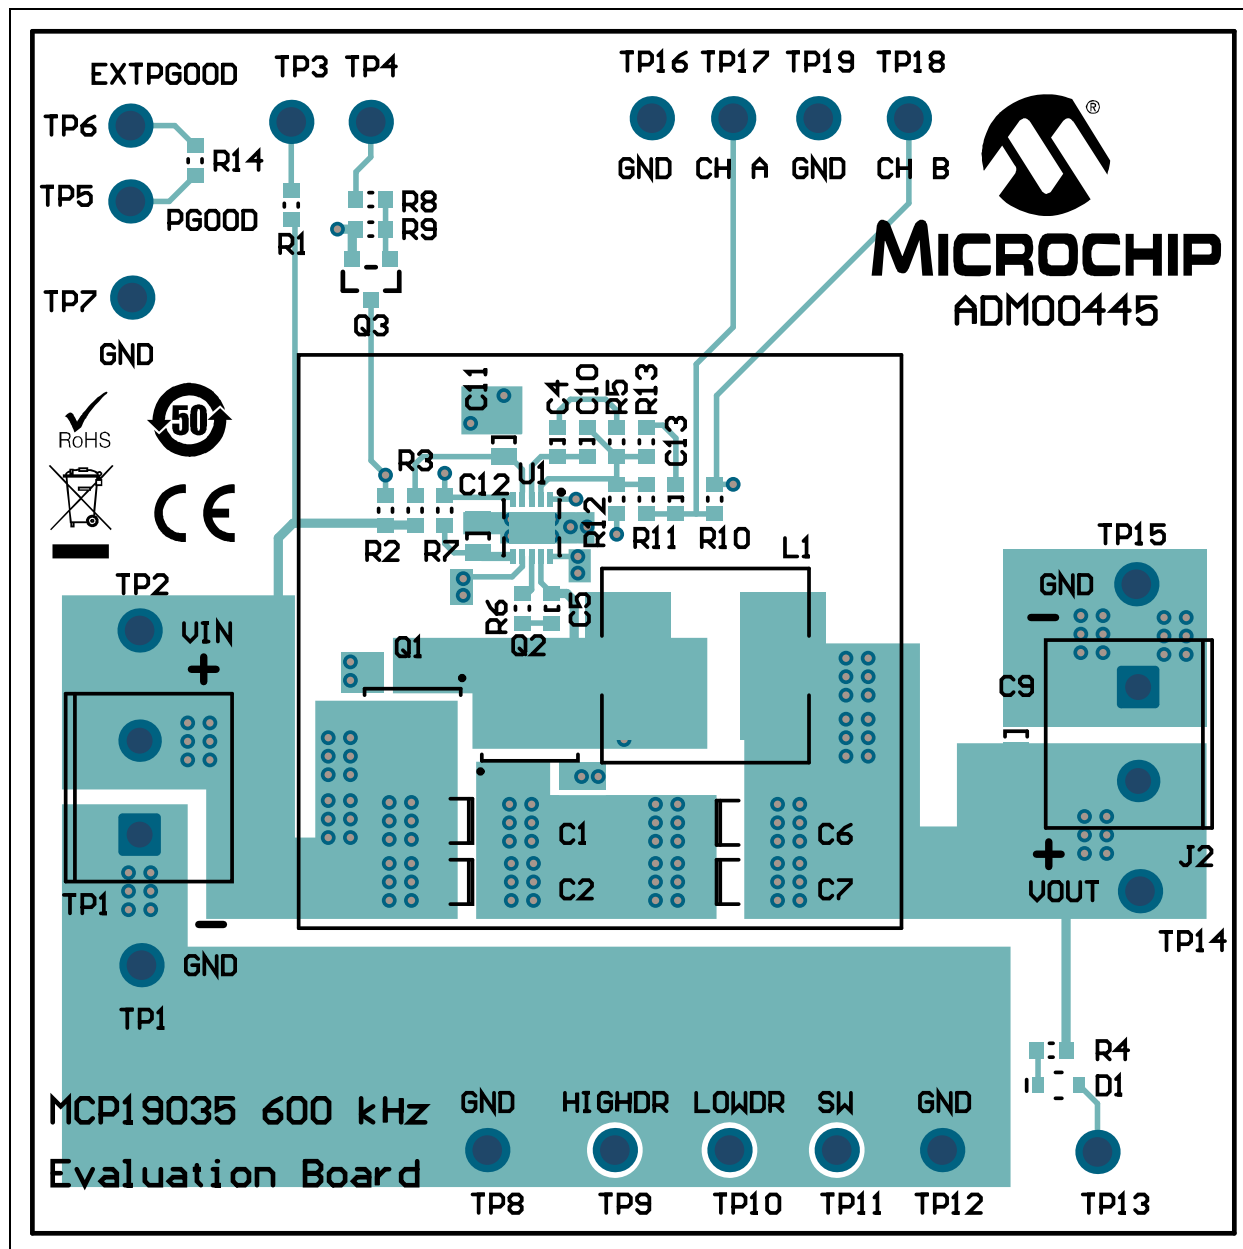 EXTPGOOD
TP3 TP4
TP16 TP17 TP19 TP18
TP6
R14
GND CH A GND CH B
®
TP5
PGOOD
R1
R8
R9
MICROCHIP
ADM00445
TP7
GND
Q3
50
RoHS
C11 C4 C10 R5 R13
C13
R3
U1
C12
R12
R2 R7
R11 R10
L1
TP15
GND
−
TP2
VIN
+
R6
C5
Q1
Q2
C9
C1
C6
C2
C7
+
J2
VOUT
TP14
TP1
−
GND
TP1
R4
D1
MCP19035 600 kHz
Evaluation Board
GND HIGHDR LOWDR SW GND
TP8 TP9 TP10 TP11 TP12 TP13
CE